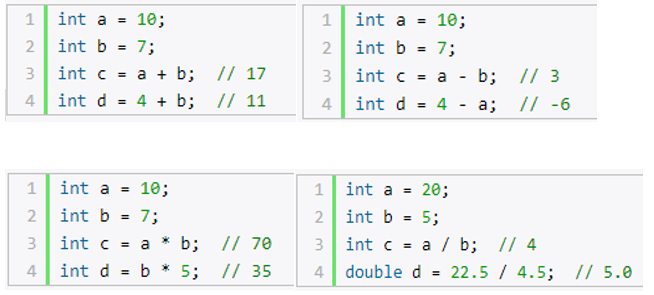 1 int a = 10;
2 int b = 7;
3 int c = a + b;  // 17
4 int d = 4 + b;  // 11
1 int a = 10;
2 int b = 7;
3 int c = a - b;  // 3
4 int d = 4 - a;  // -6
1 int a = 10;
2 int b = 7;
3 int c = a * b;  // 70
4 int d = b * 5;  // 35
1 int a = 20;
2 int b = 5;
3 int c = a / b;  // 4
4 double d = 22.5 / 4.5;  // 5.0